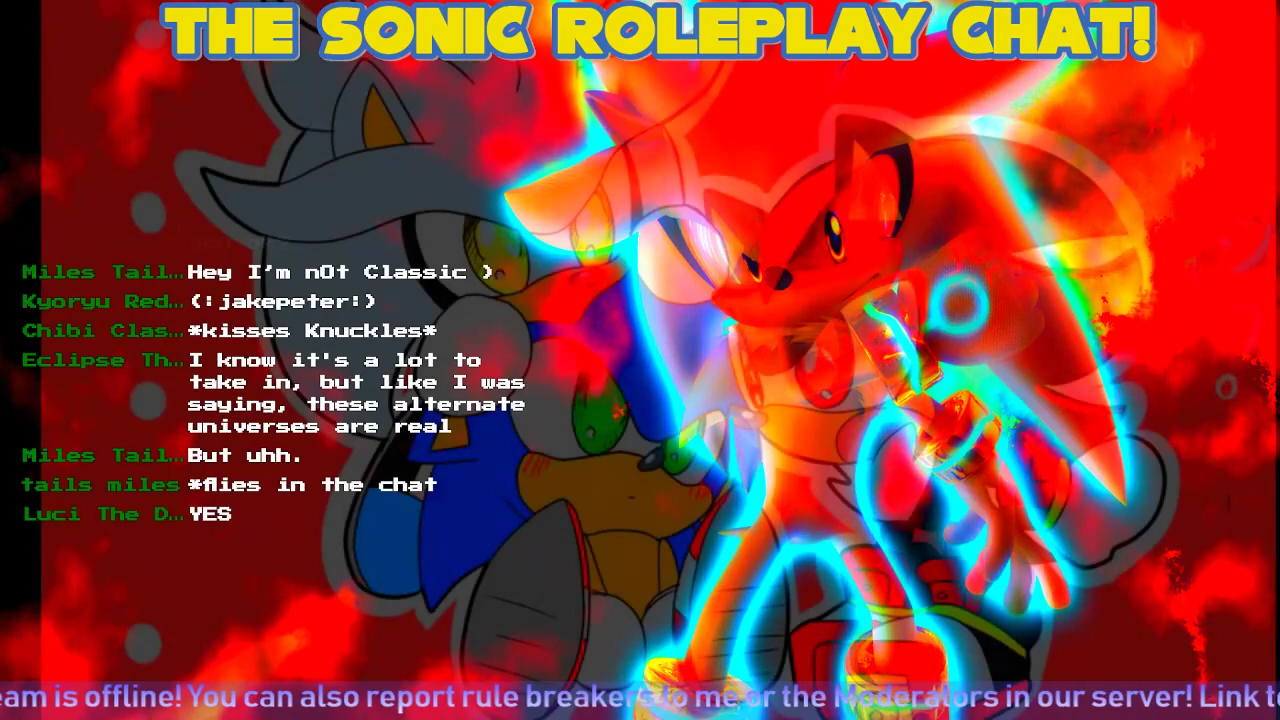 THE SONIC ROLEPLAY CHAT!
Miles Tail... Hey I'm nOt Classic )
Kyoryu Red... (:jakepeter:)
Chibi Clas... *kisses Knuckles*
Eclipse Th... I know it's a lot to
take in, but like I was
saying, these alternate
universes are real
Miles Tail... But uhh.
tails miles *flies in the chat
Luci The D... YES
eam is offline! You can also report rule breakers to me or the Moderators in our server! Link t